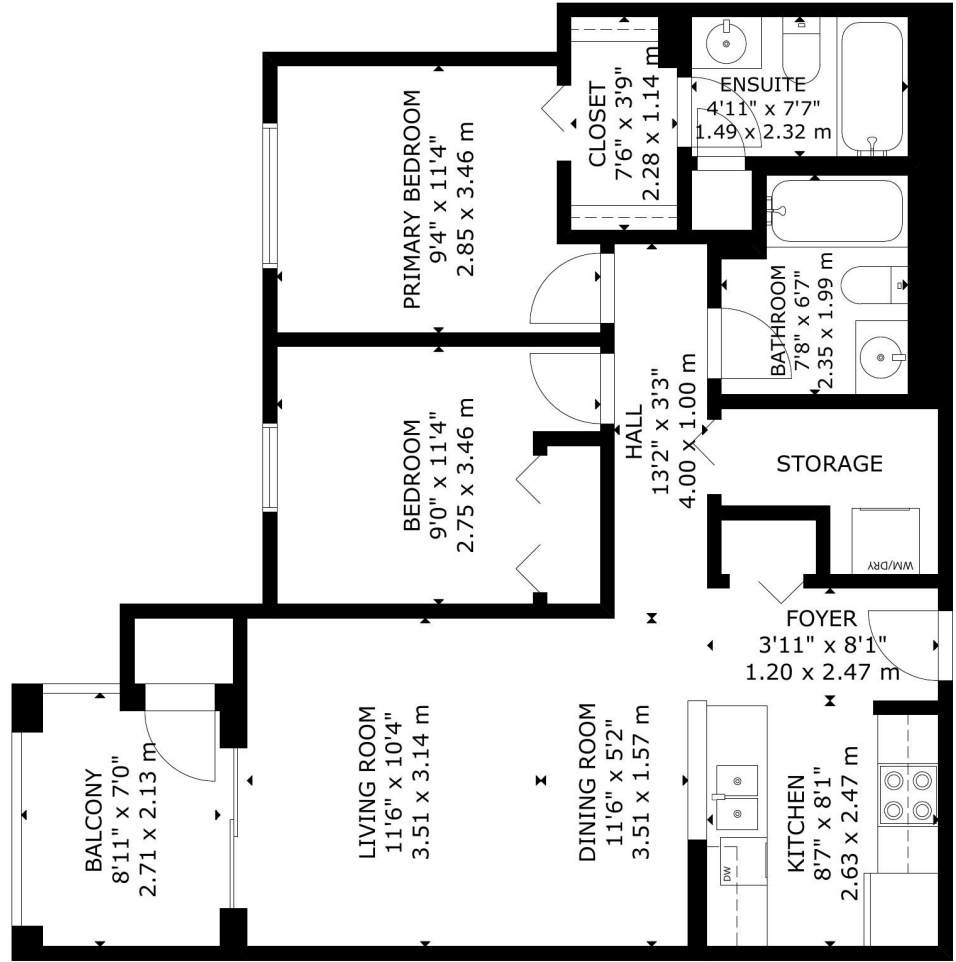 PRIMARY BEDROOM
9'4" x 11'4"
2.85 x 3.46 m
CLOSET
7'6" x 3'9"
2.28 x 1.14 m
ENSUITE
4'11" x 7'7"
1.49 x 2.32 m
BATHROOM
7'8" x 6'7"
2.35 x 1.99 m
BEDROOM
9'0" x 11'4"
2.75 x 3.46 m
HALL
13'2" x 3'3"
4.00 x 1.00 m
STORAGE
WM/DRY
FOYER
3'11" x 8'1"
1.20 x 2.47 m
BALCONY
8'11" x 7'0"
2.71 x 2.13 m
LIVING ROOM
11'6" x 10'4"
3.51 x 3.14 m
DINING ROOM
11'6" x 5'2"
3.51 x 1.57 m
DW
KITCHEN
8'7" x 8'1"
2.63 x 2.47 m